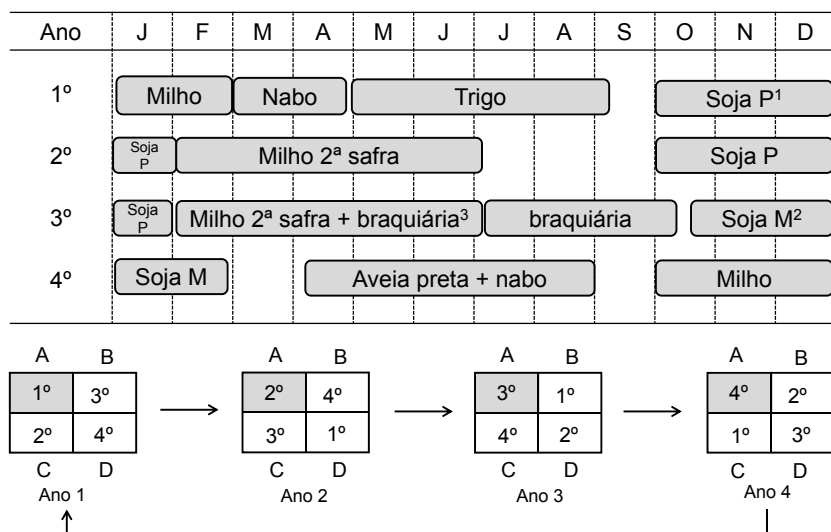 Ano J F M A M J J A S O N D
1º Milho Nabo Trigo Soja P¹
2º Soja P Milho 2ª safra Soja P
3º Soja P Milho 2ª safra + braquiária³ braquiária Soja M²
4º Soja M Aveia preta + nabo Milho
A B A B A B A B
1º 3º 2º 4º 3º 1º 4º 2º
2º 4º 3º 1º 4º 2º 1º 3º
C D C D C D C D
Ano 1 Ano 2 Ano 3 Ano 4